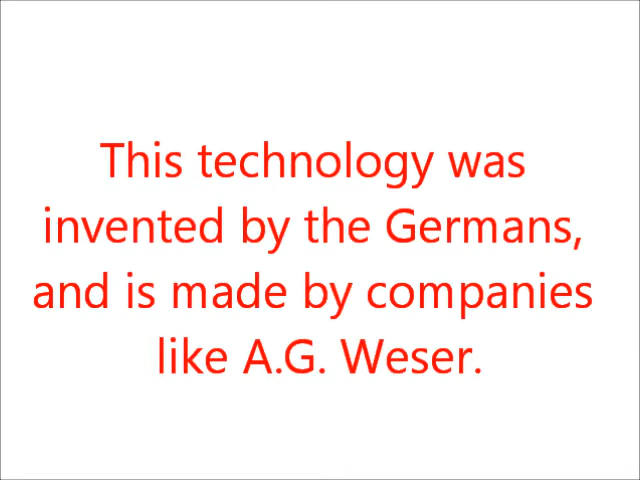 This technology was
invented by the Germans,
and is made by companies
like A.G. Weser.